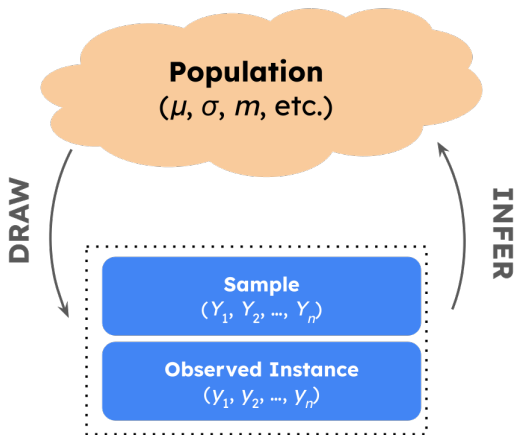 Population
(μ, σ, m, etc.)
DRAW
INFER
Sample
(Y₁, Y₂, ..., Yₙ)
Observed Instance
(y₁, y₂, ..., yₙ)